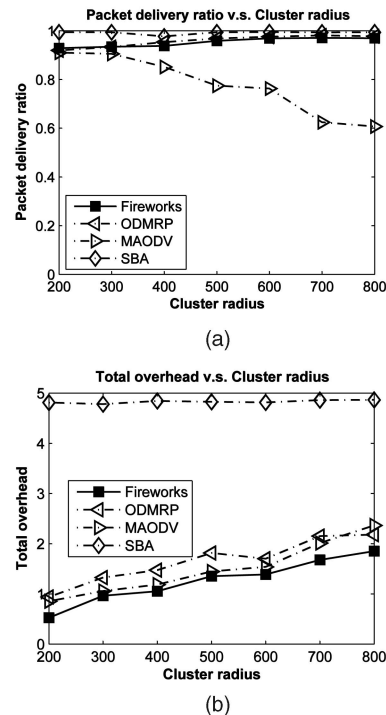 Packet delivery ratio v.s. Cluster radius
1
0.8
0.6
0.4
0.2
0
Packet delivery ratio
Fireworks
ODMRP
MAODV
SBA
200 300 400 500 600 700 800
Cluster radius
(a)
Total overhead v.s. Cluster radius
5
4
3
2
1
0
Total overhead
Fireworks
ODMRP
MAODV
SBA
200 300 400 500 600 700 800
Cluster radius
(b)